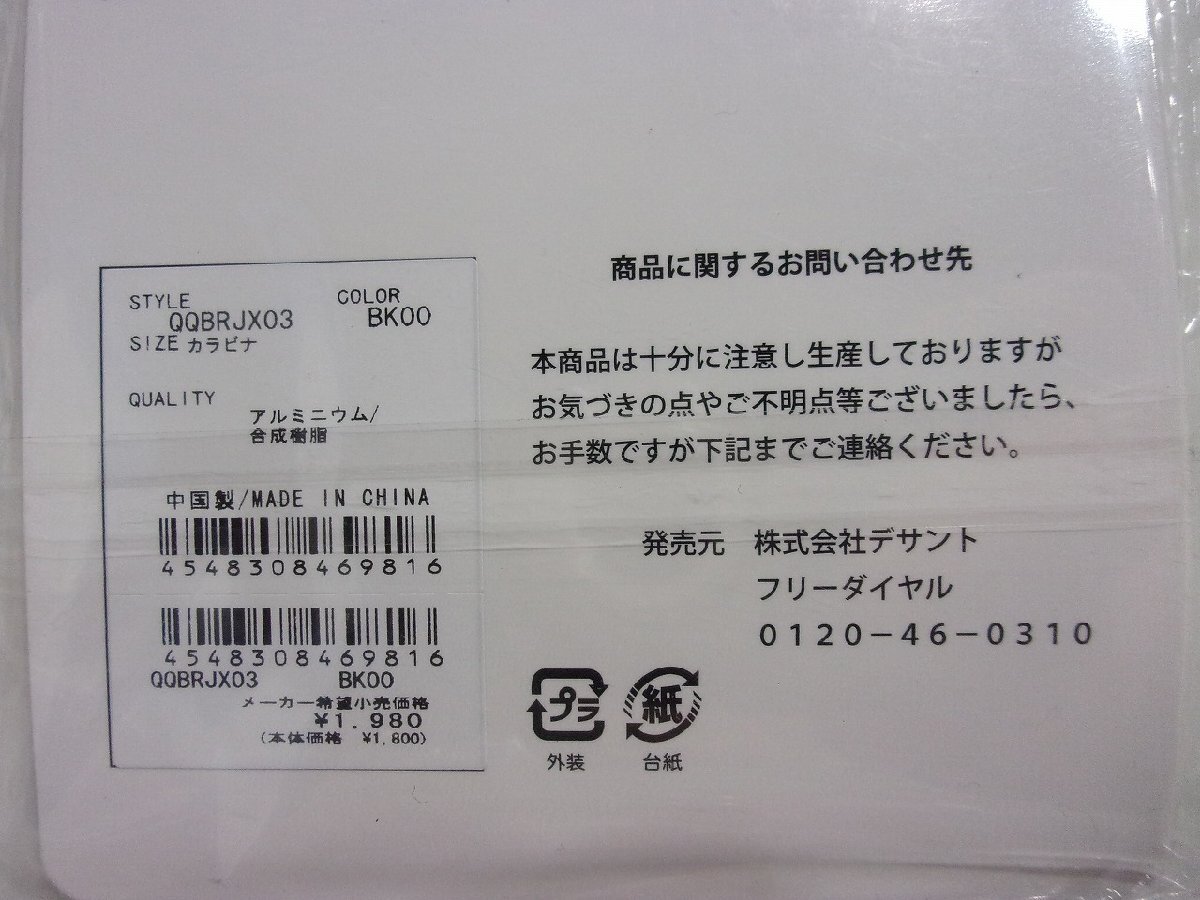 STYLE COLOR
QQBRJX03 BK00
SIZE カラビナ
QUALITY
アルミニウム/
合成樹脂
中国製/MADE IN CHINA
4548308469816
4548308469816
QQBRJX03 BK00
メーカー希望小売価格
¥1,980
(本体価格 ¥1,800)
商品に関するお問い合わせ先
本商品は十分に注意し生産しておりますが
お気づきの点やご不明点等ございましたら、
お手数ですが下記までご連絡ください。
発売元 株式会社デサント
フリーダイヤル
0120-46-0310
プラ 紙
外装 台紙